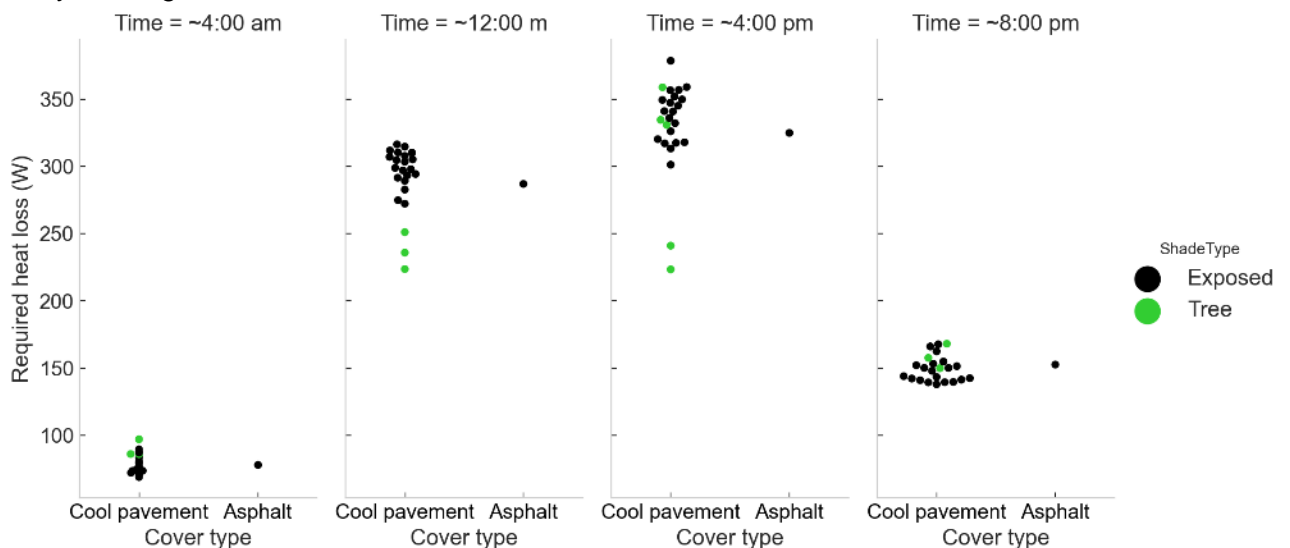 Time = ~4:00 am
Time = ~12:00 m
Time = ~4:00 pm
Time = ~8:00 pm
Required heat loss (W)
350
300
250
200
150
100
Cool pavement Asphalt
Cover type
Cool pavement Asphalt
Cover type
Cool pavement Asphalt
Cover type
Cool pavement Asphalt
Cover type
ShadeType
Exposed
Tree